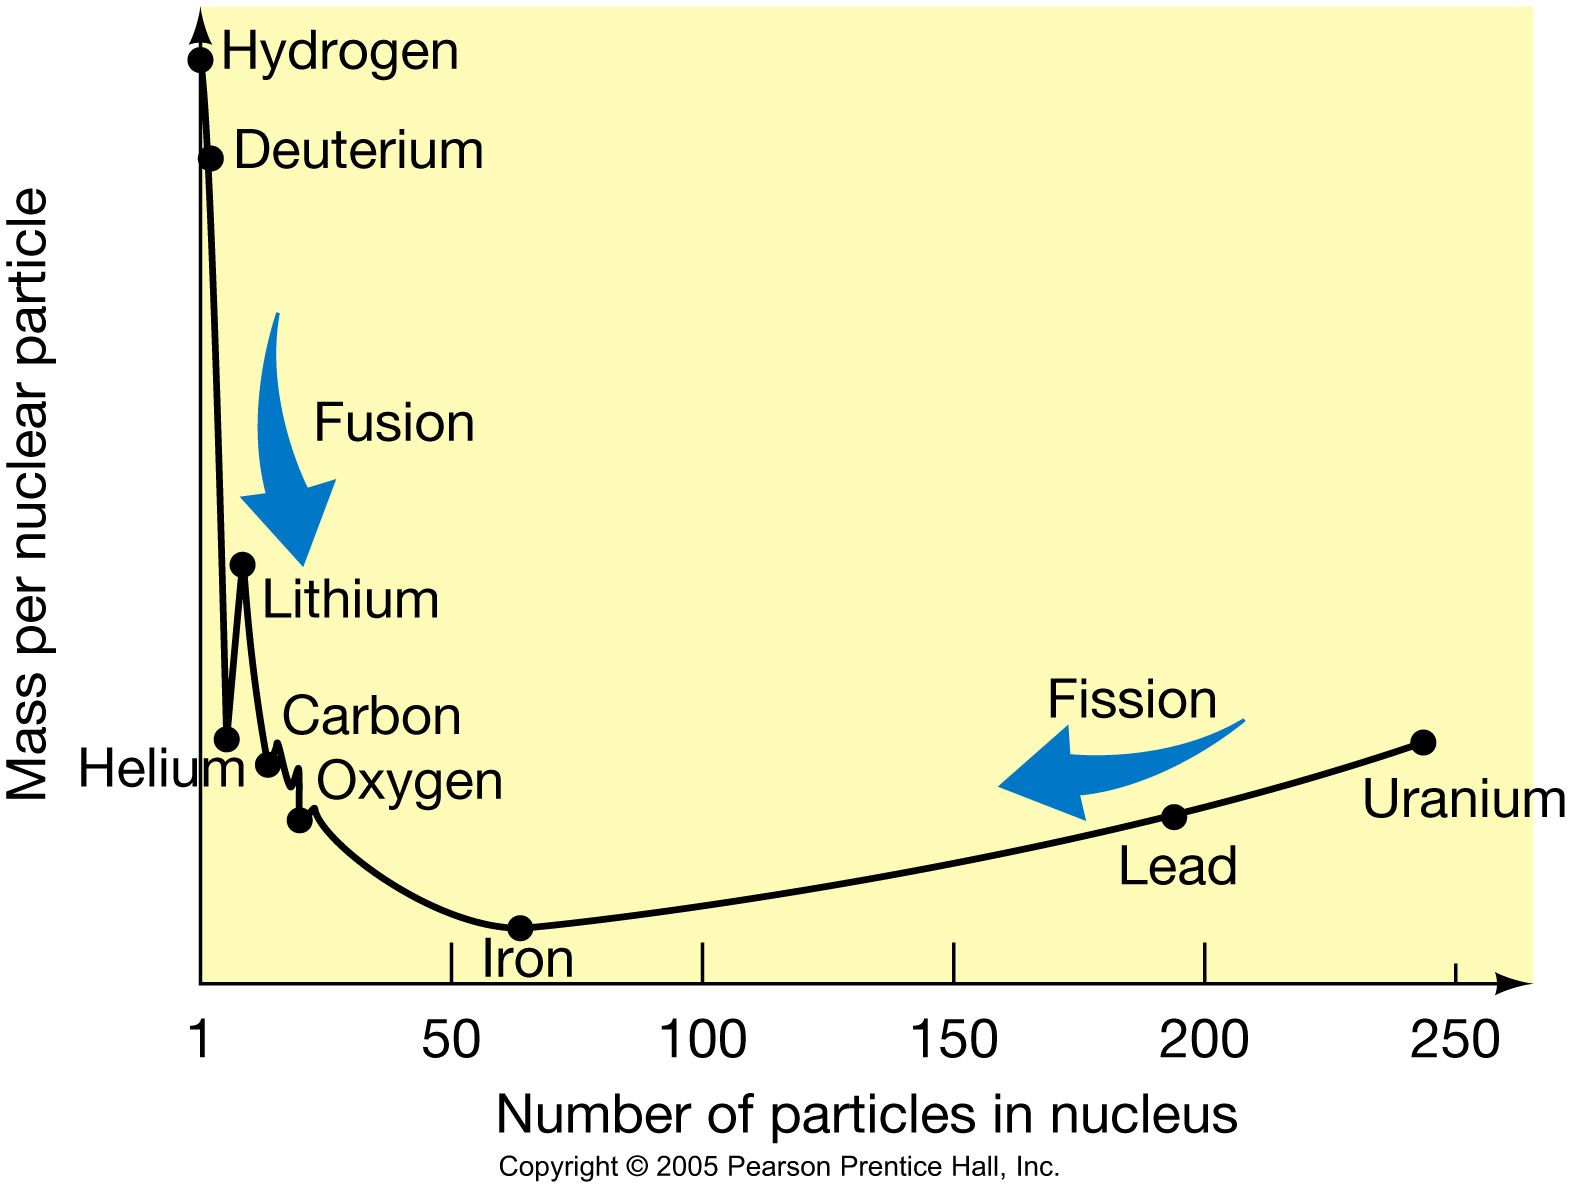 Hydrogen
Deuterium
Mass per nuclear particle
Fusion
Lithium
Fission
Carbon
Helium
Oxygen
Uranium
Lead
Iron
1 50 100 150 200 250
Number of particles in nucleus
Copyright © 2005 Pearson Prentice Hall, Inc.